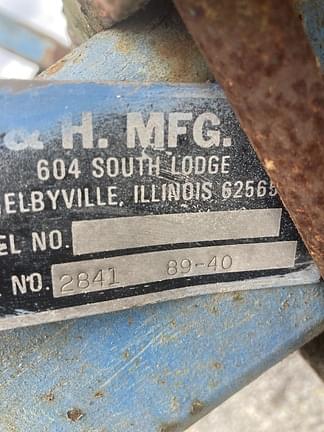 & H. MFG.
604 SOUTH LODGE
ELBYVILLE, ILLINOIS 62565
EL NO.
NO. 2841 89-40